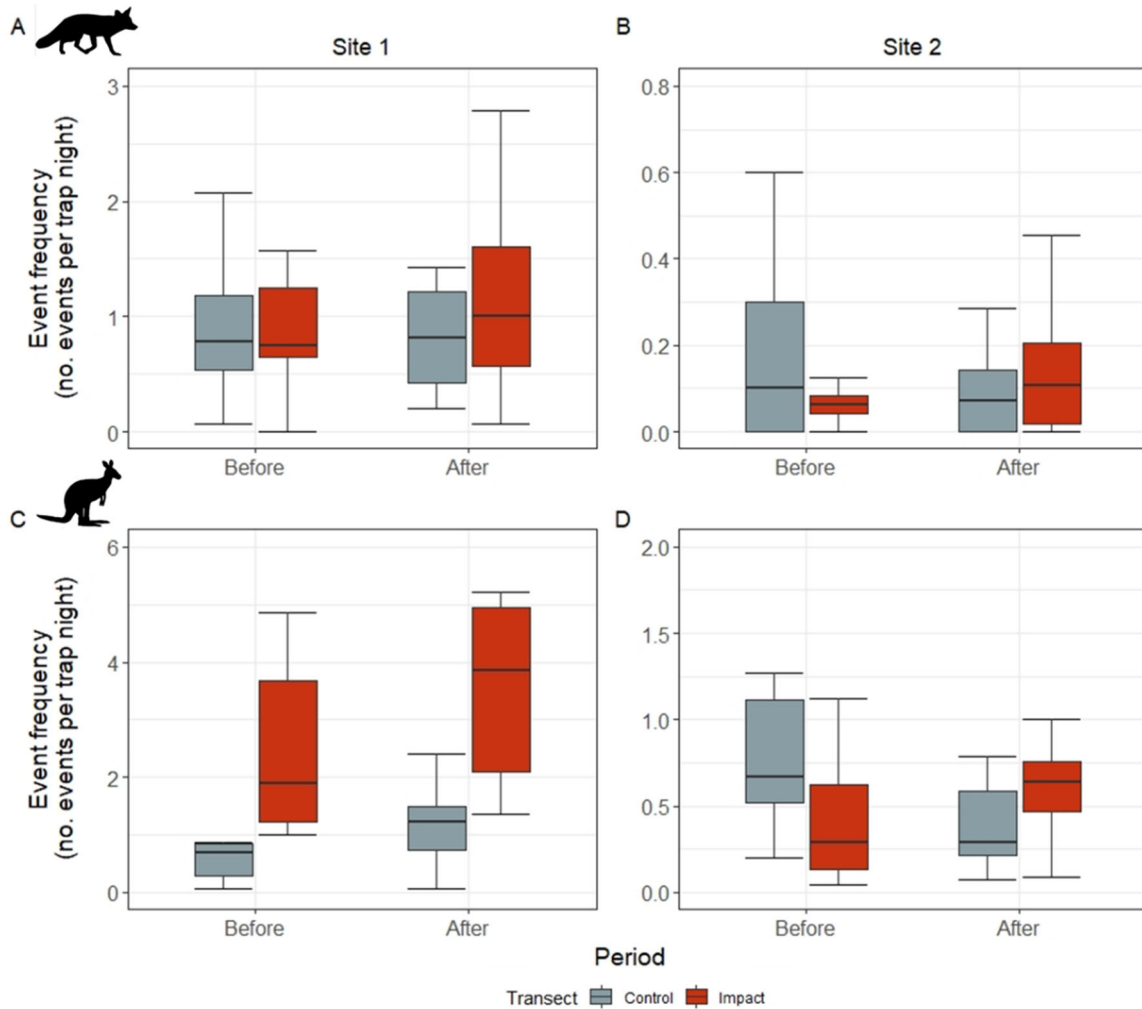 A
Site 1
B
Site 2
Event frequency
(no. events per trap night)
3
2
1
0
0.8
0.6
0.4
0.2
0.0
Before
After
Before
After
C
D
Event frequency
(no. events per trap night)
6
4
2
0
2.0
1.5
1.0
0.5
0.0
Before
After
Before
After
Period
Transect Control Impact